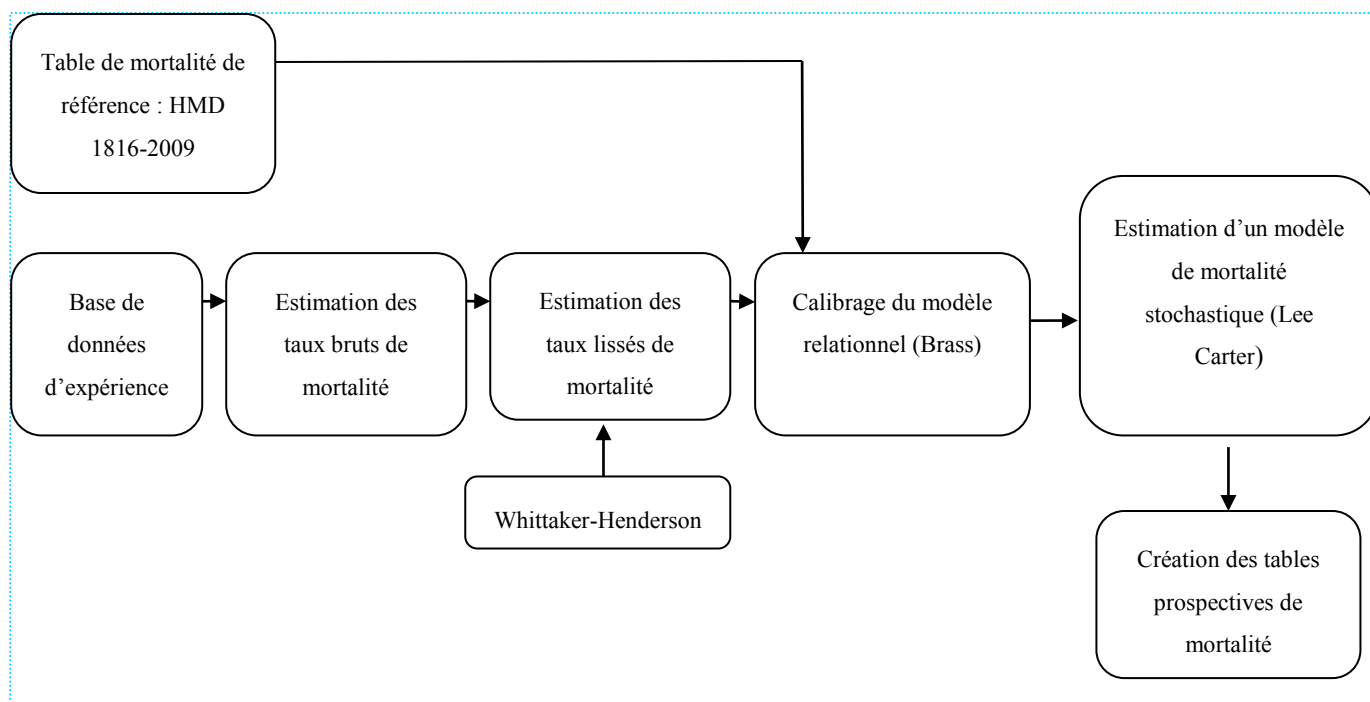 Table de mortalité de
référence : HMD
1816-2009
Base de
données
d’expérience
Estimation des
taux bruts de
mortalité
Estimation des
taux lissés de
mortalité
Whittaker-Henderson
Calibrage du modèle
relationnel (Brass)
Estimation d’un modèle
de mortalité
stochastique (Lee
Carter)
Création des tables
prospectives de
mortalité